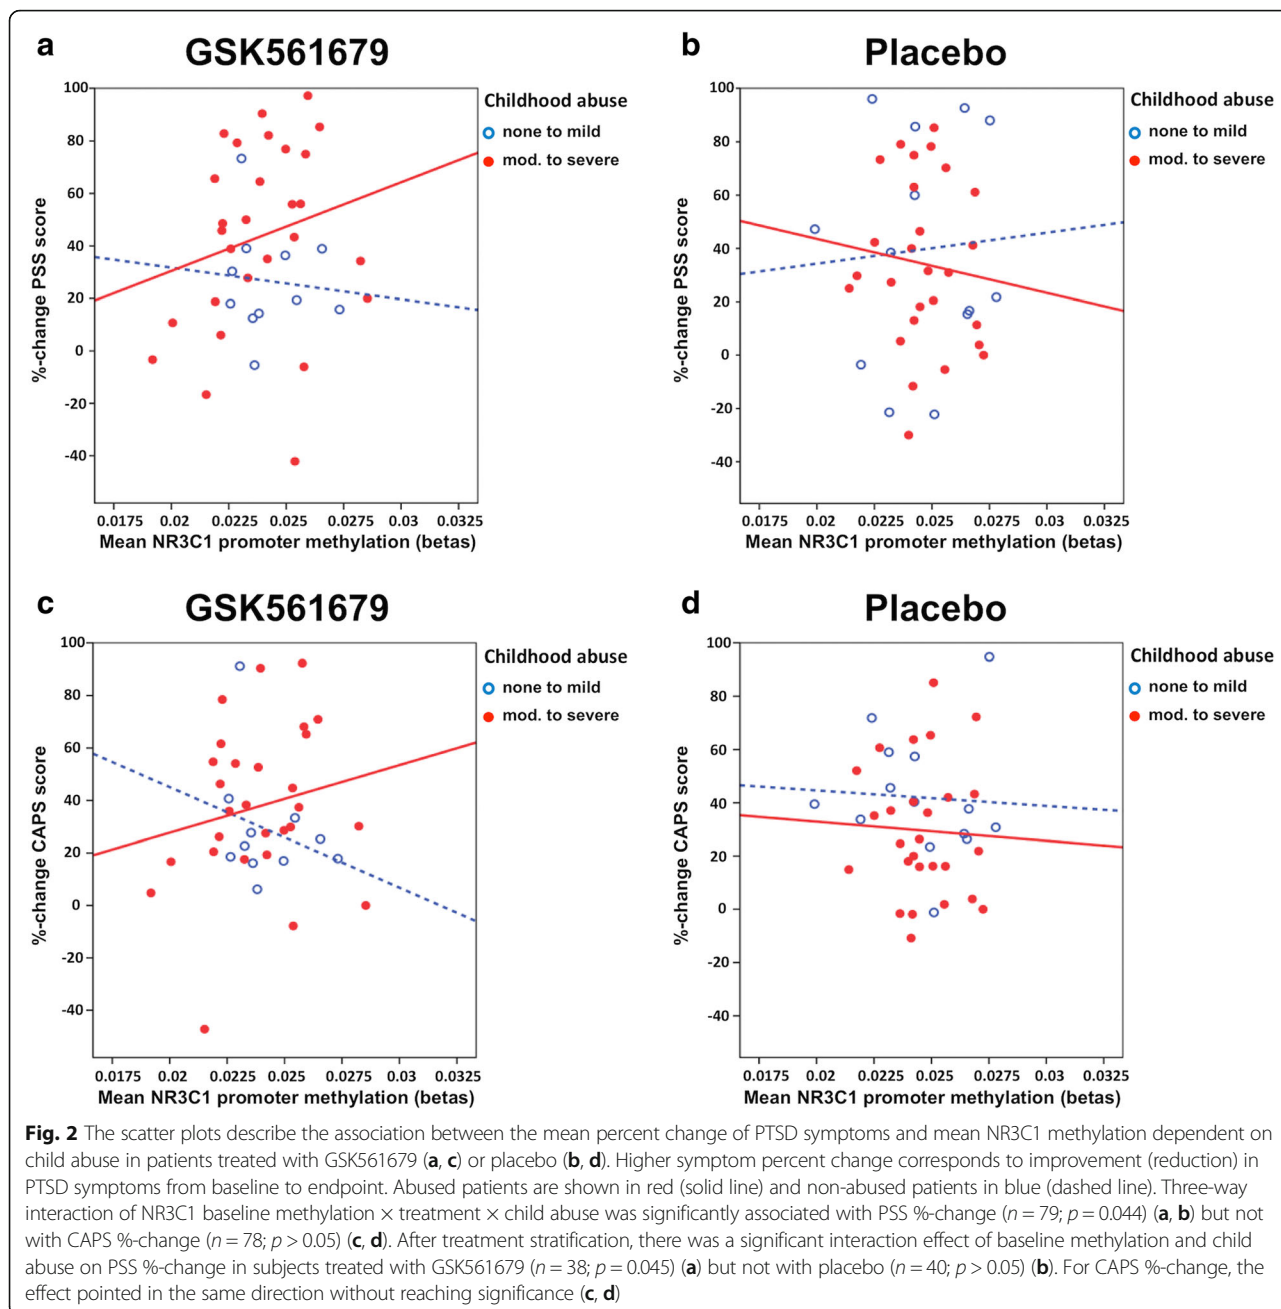 a
GSK561679
100
80
60
40
20
0
-20
-40
%-change PSS score
0.0175 0.02 0.0225 0.025 0.0275 0.03 0.0325
Mean NR3C1 promoter methylation (betas)
Childhood abuse
none to mild
mod. to severe
b
Placebo
100
80
60
40
20
0
-20
-40
%-change PSS score
0.0175 0.02 0.0225 0.025 0.0275 0.03 0.0325
Mean NR3C1 promoter methylation (betas)
Childhood abuse
none to mild
mod. to severe
c
GSK561679
100
80
60
40
20
0
-20
-40
%-change CAPS score
0.0175 0.02 0.0225 0.025 0.0275 0.03 0.0325
Mean NR3C1 promoter methylation (betas)
Childhood abuse
none to mild
mod. to severe
d
Placebo
100
80
60
40
20
0
-20
-40
%-change CAPS score
0.0175 0.02 0.0225 0.025 0.0275 0.03 0.0325
Mean NR3C1 promoter methylation (betas)
Childhood abuse
none to mild
mod. to severe
Fig. 2 The scatter plots describe the association between the mean percent change of PTSD symptoms and mean NR3C1 methylation dependent on
child abuse in patients treated with GSK561679 (a, c) or placebo (b, d). Higher symptom percent change corresponds to improvement (reduction) in
PTSD symptoms from baseline to endpoint. Abused patients are shown in red (solid line) and non-abused patients in blue (dashed line). Three-way
interaction of NR3C1 baseline methylation × treatment × child abuse was significantly associated with PSS %-change (n = 79; p = 0.044) (a, b) but not
with CAPS %-change (n = 78; p > 0.05) (c, d). After treatment stratification, there was a significant interaction effect of baseline methylation and child
abuse on PSS %-change in subjects treated with GSK561679 (n = 38; p = 0.045) (a) but not with placebo (n = 40; p > 0.05) (b). For CAPS %-change, the
effect pointed in the same direction without reaching significance (c, d)